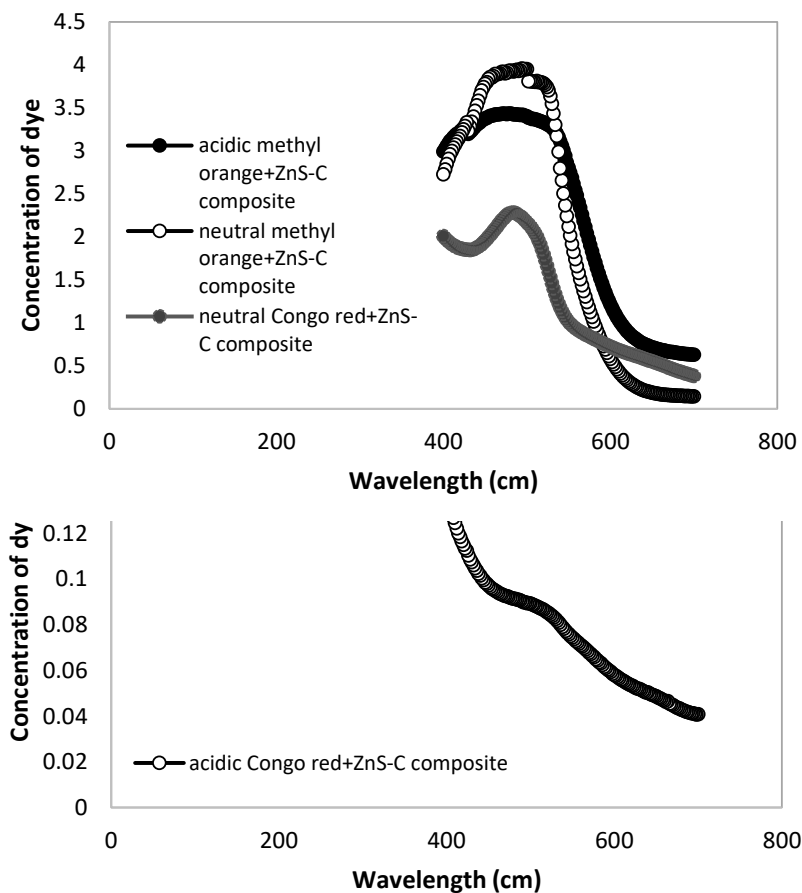 4.5
4
3.5
3
2.5
2
1.5
1
0.5
0
Concentration of dye
acidic methyl
orange+ZnS-C
composite
neutral methyl
orange+ZnS-C
composite
neutral Congo red+ZnS-
C composite
0 200 400 600 800
Wavelength (cm)
0.12
0.1
0.08
0.06
0.04
0.02
0
Concentration of dy
acidic Congo red+ZnS-C composite
0 200 400 600 800
Wavelength (cm)